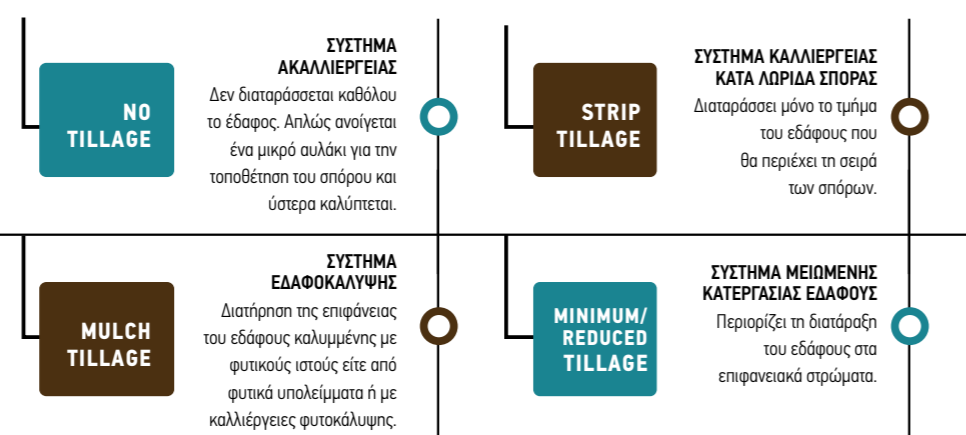 NO
TILLAGE
ΣΥΣΤΗΜΑ
ΑΚΑΛΛΙΕΡΓΕΙΑΣ
Δεν διαταράσσεται καθόλου
το έδαφος. Απλώς ανοίγεται
ένα μικρό αυλάκι για την
τοποθέτηση του σπόρου και
ύστερα καλύπτεται.
STRIP
TILLAGE
ΣΥΣΤΗΜΑ ΚΑΛΛΙΕΡΓΕΙΑΣ
ΚΑΤΑ ΛΩΡΙΔΑ ΣΠΟΡΑΣ
Διαταράσσει μόνο το τμήμα
του εδάφους που
θα περιέχει τη σειρά
των σπόρων.
MULCH
TILLAGE
ΣΥΣΤΗΜΑ
ΕΔΑΦΟΚΑΛΥΨΗΣ
Διατήρηση της επιφάνειας
του εδάφους καλυμμένης με
φυτικούς ιστούς είτε από
φυτικά υπολείμματα ή με
καλλιέργειες φυτοκάλυψης.
MINIMUM/
REDUCED
TILLAGE
ΣΥΣΤΗΜΑ ΜΕΙΩΜΕΝΗΣ
ΚΑΤΕΡΓΑΣΙΑΣ ΕΔΑΦΟΥΣ
Περιορίζει τη διατάραξη
του εδάφους στα
επιφανειακά στρώματα.